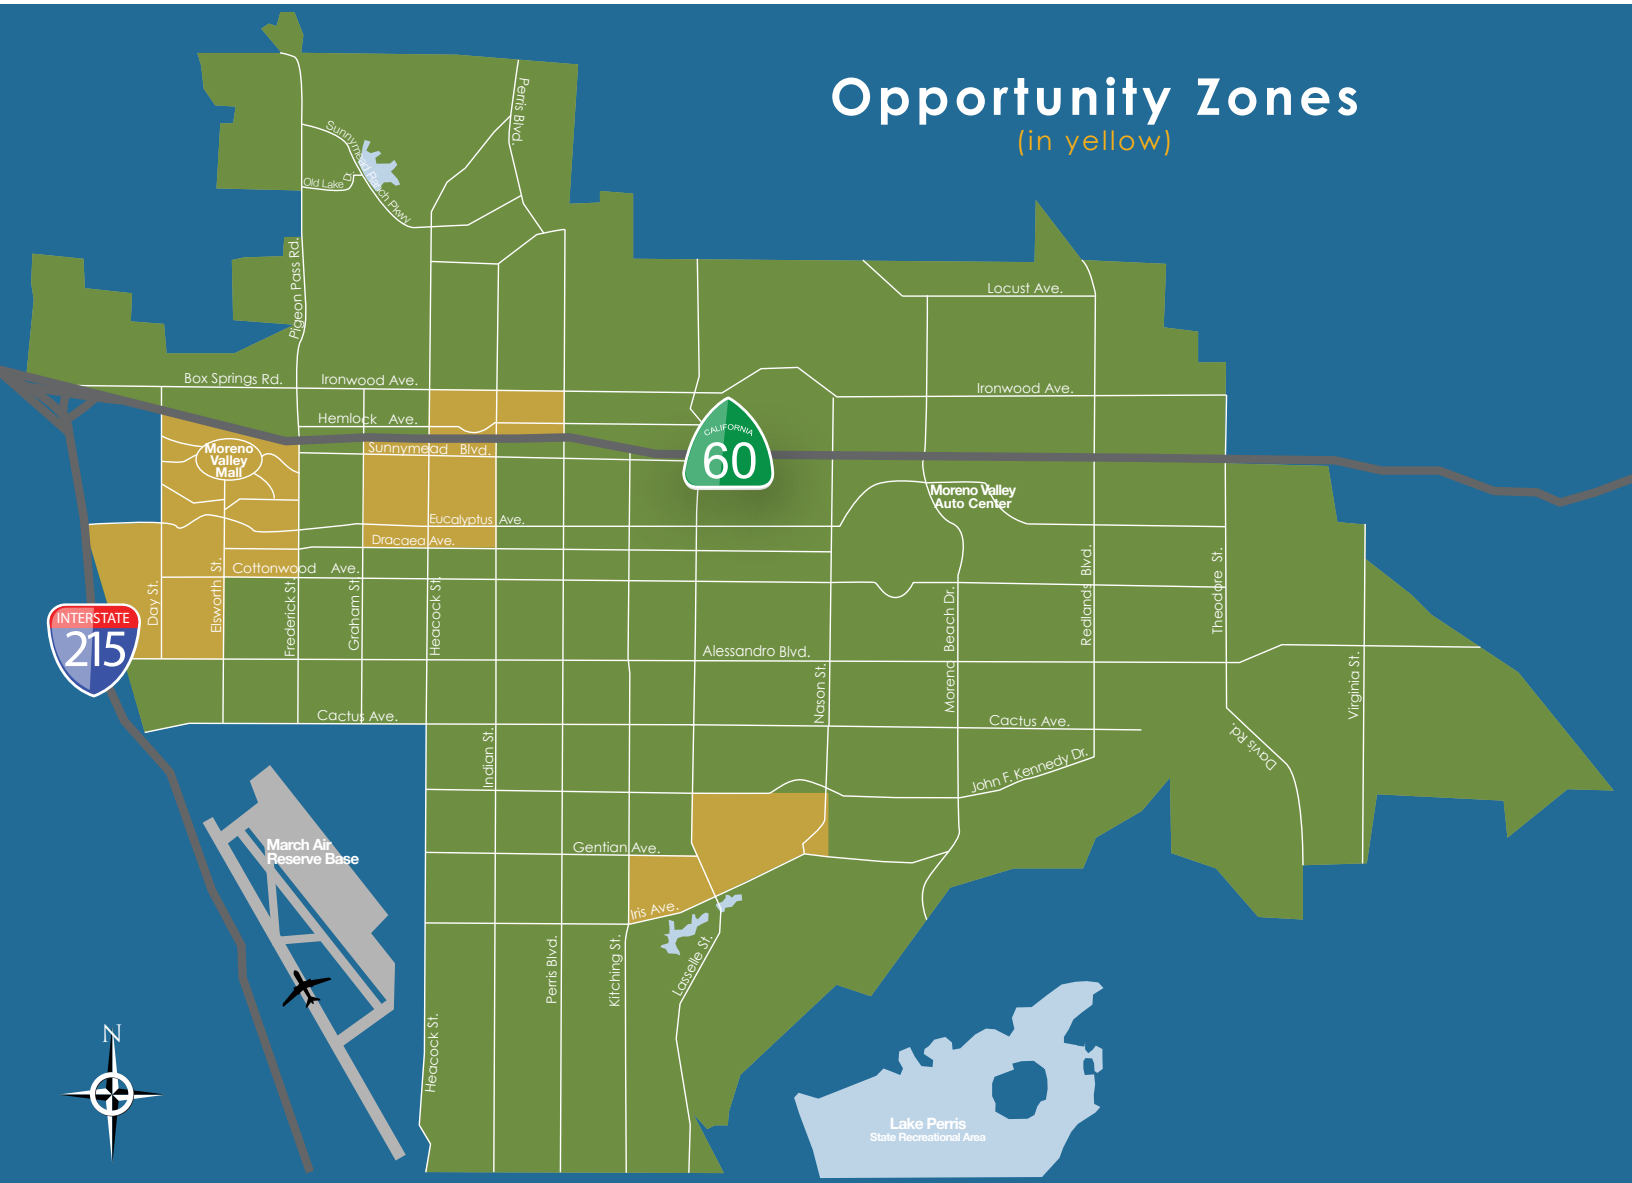 Opportunity Zones
(in yellow)
Perris Blvd.
Sunnymead Ranch Pkwy
Old Lake Dr.
Pigeon Pass Rd.
Locust Ave.
Box Springs Rd.
Ironwood Ave.
Ironwood Ave.
Hemlock Ave.
CALIFORNIA
60
Sunnymead Blvd.
Moreno
Valley
Mall
Moreno Valley
Auto Center
Eucalyptus Ave.
Dracaea Ave.
Cottonwood Ave.
Day St.
Elsworth St.
Frederick St.
Graham St.
Heacock St.
Redlands Blvd.
Theodore St.
Moreno Beach Dr.
INTERSTATE
215
Alessandro Blvd.
Nason St.
Virginia St.
Cactus Ave.
Cactus Ave.
Indian St.
Davis Rd.
John F. Kennedy Dr.
March Air
Reserve Base
Gentian Ave.
Iris Ave.
Perris Blvd.
Kitching St.
Lasselle St.
Heacock St.
N
Lake Perris
State Recreational Area